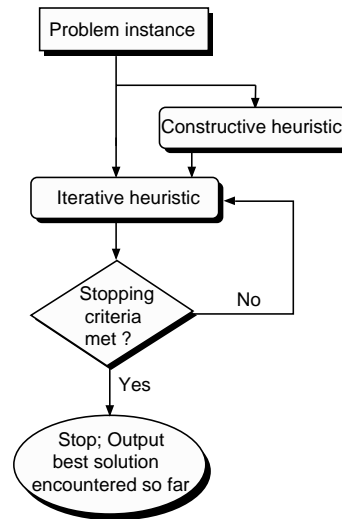 Problem instance
Constructive heuristic
Iterative heuristic
Stopping
criteria
met ?
No
Yes
Stop; Output
best solution
encountered so far